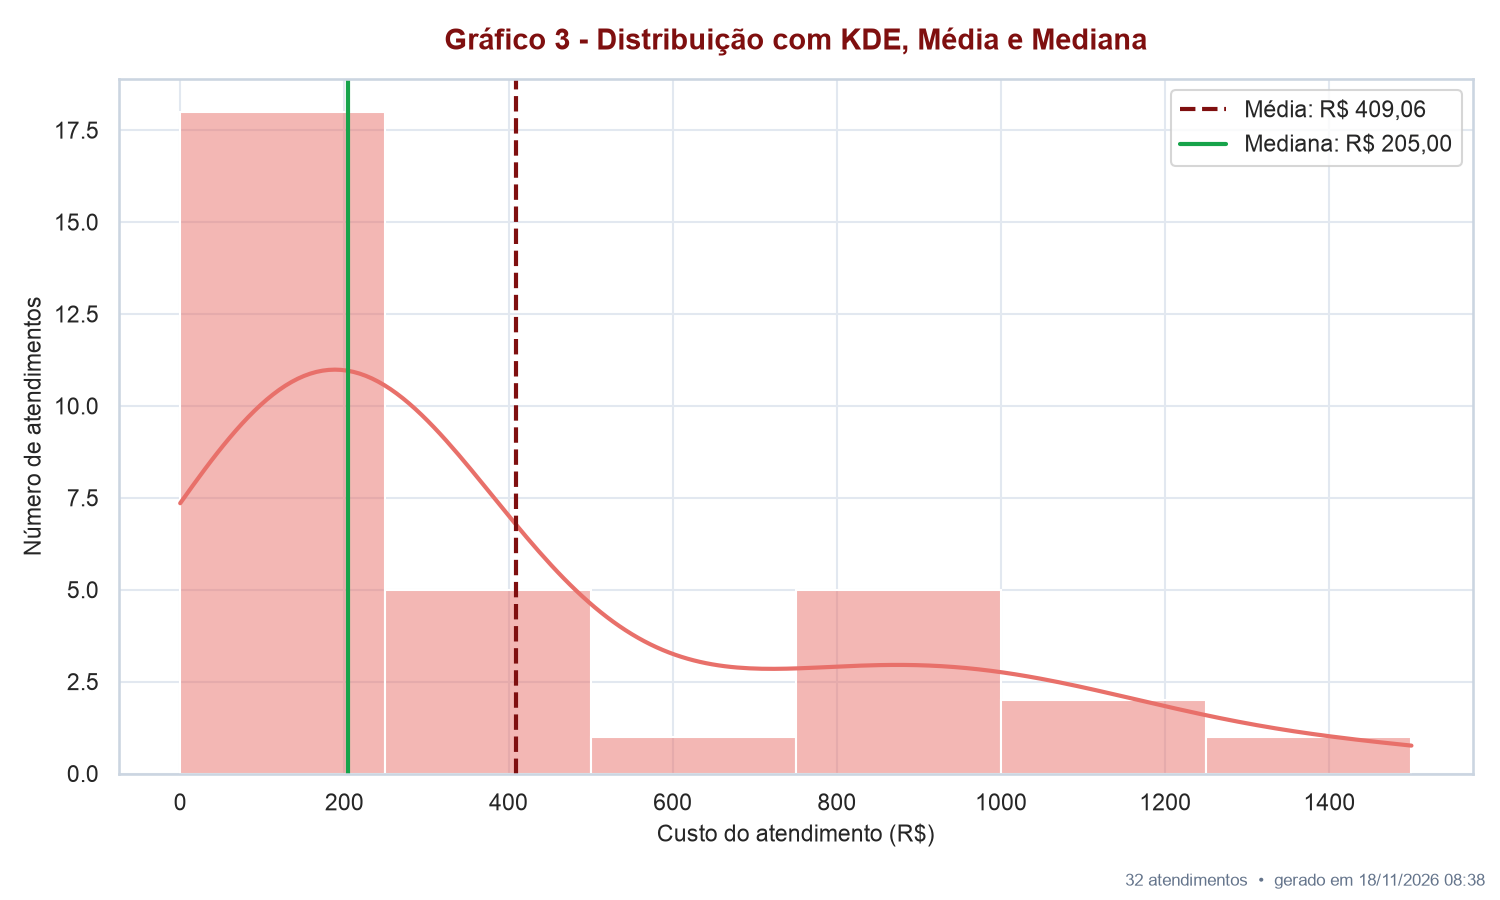 Gráfico 3 - Distribuição com KDE, Média e Mediana
Média: R$ 409,06
Mediana: R$ 205,00
Número de atendimentos
17.5
15.0
12.5
10.0
7.5
5.0
2.5
0.0
0 200 400 600 800 1000 1200 1400
Custo do atendimento (R$)
32 atendimentos • gerado em 18/11/2026 08:38